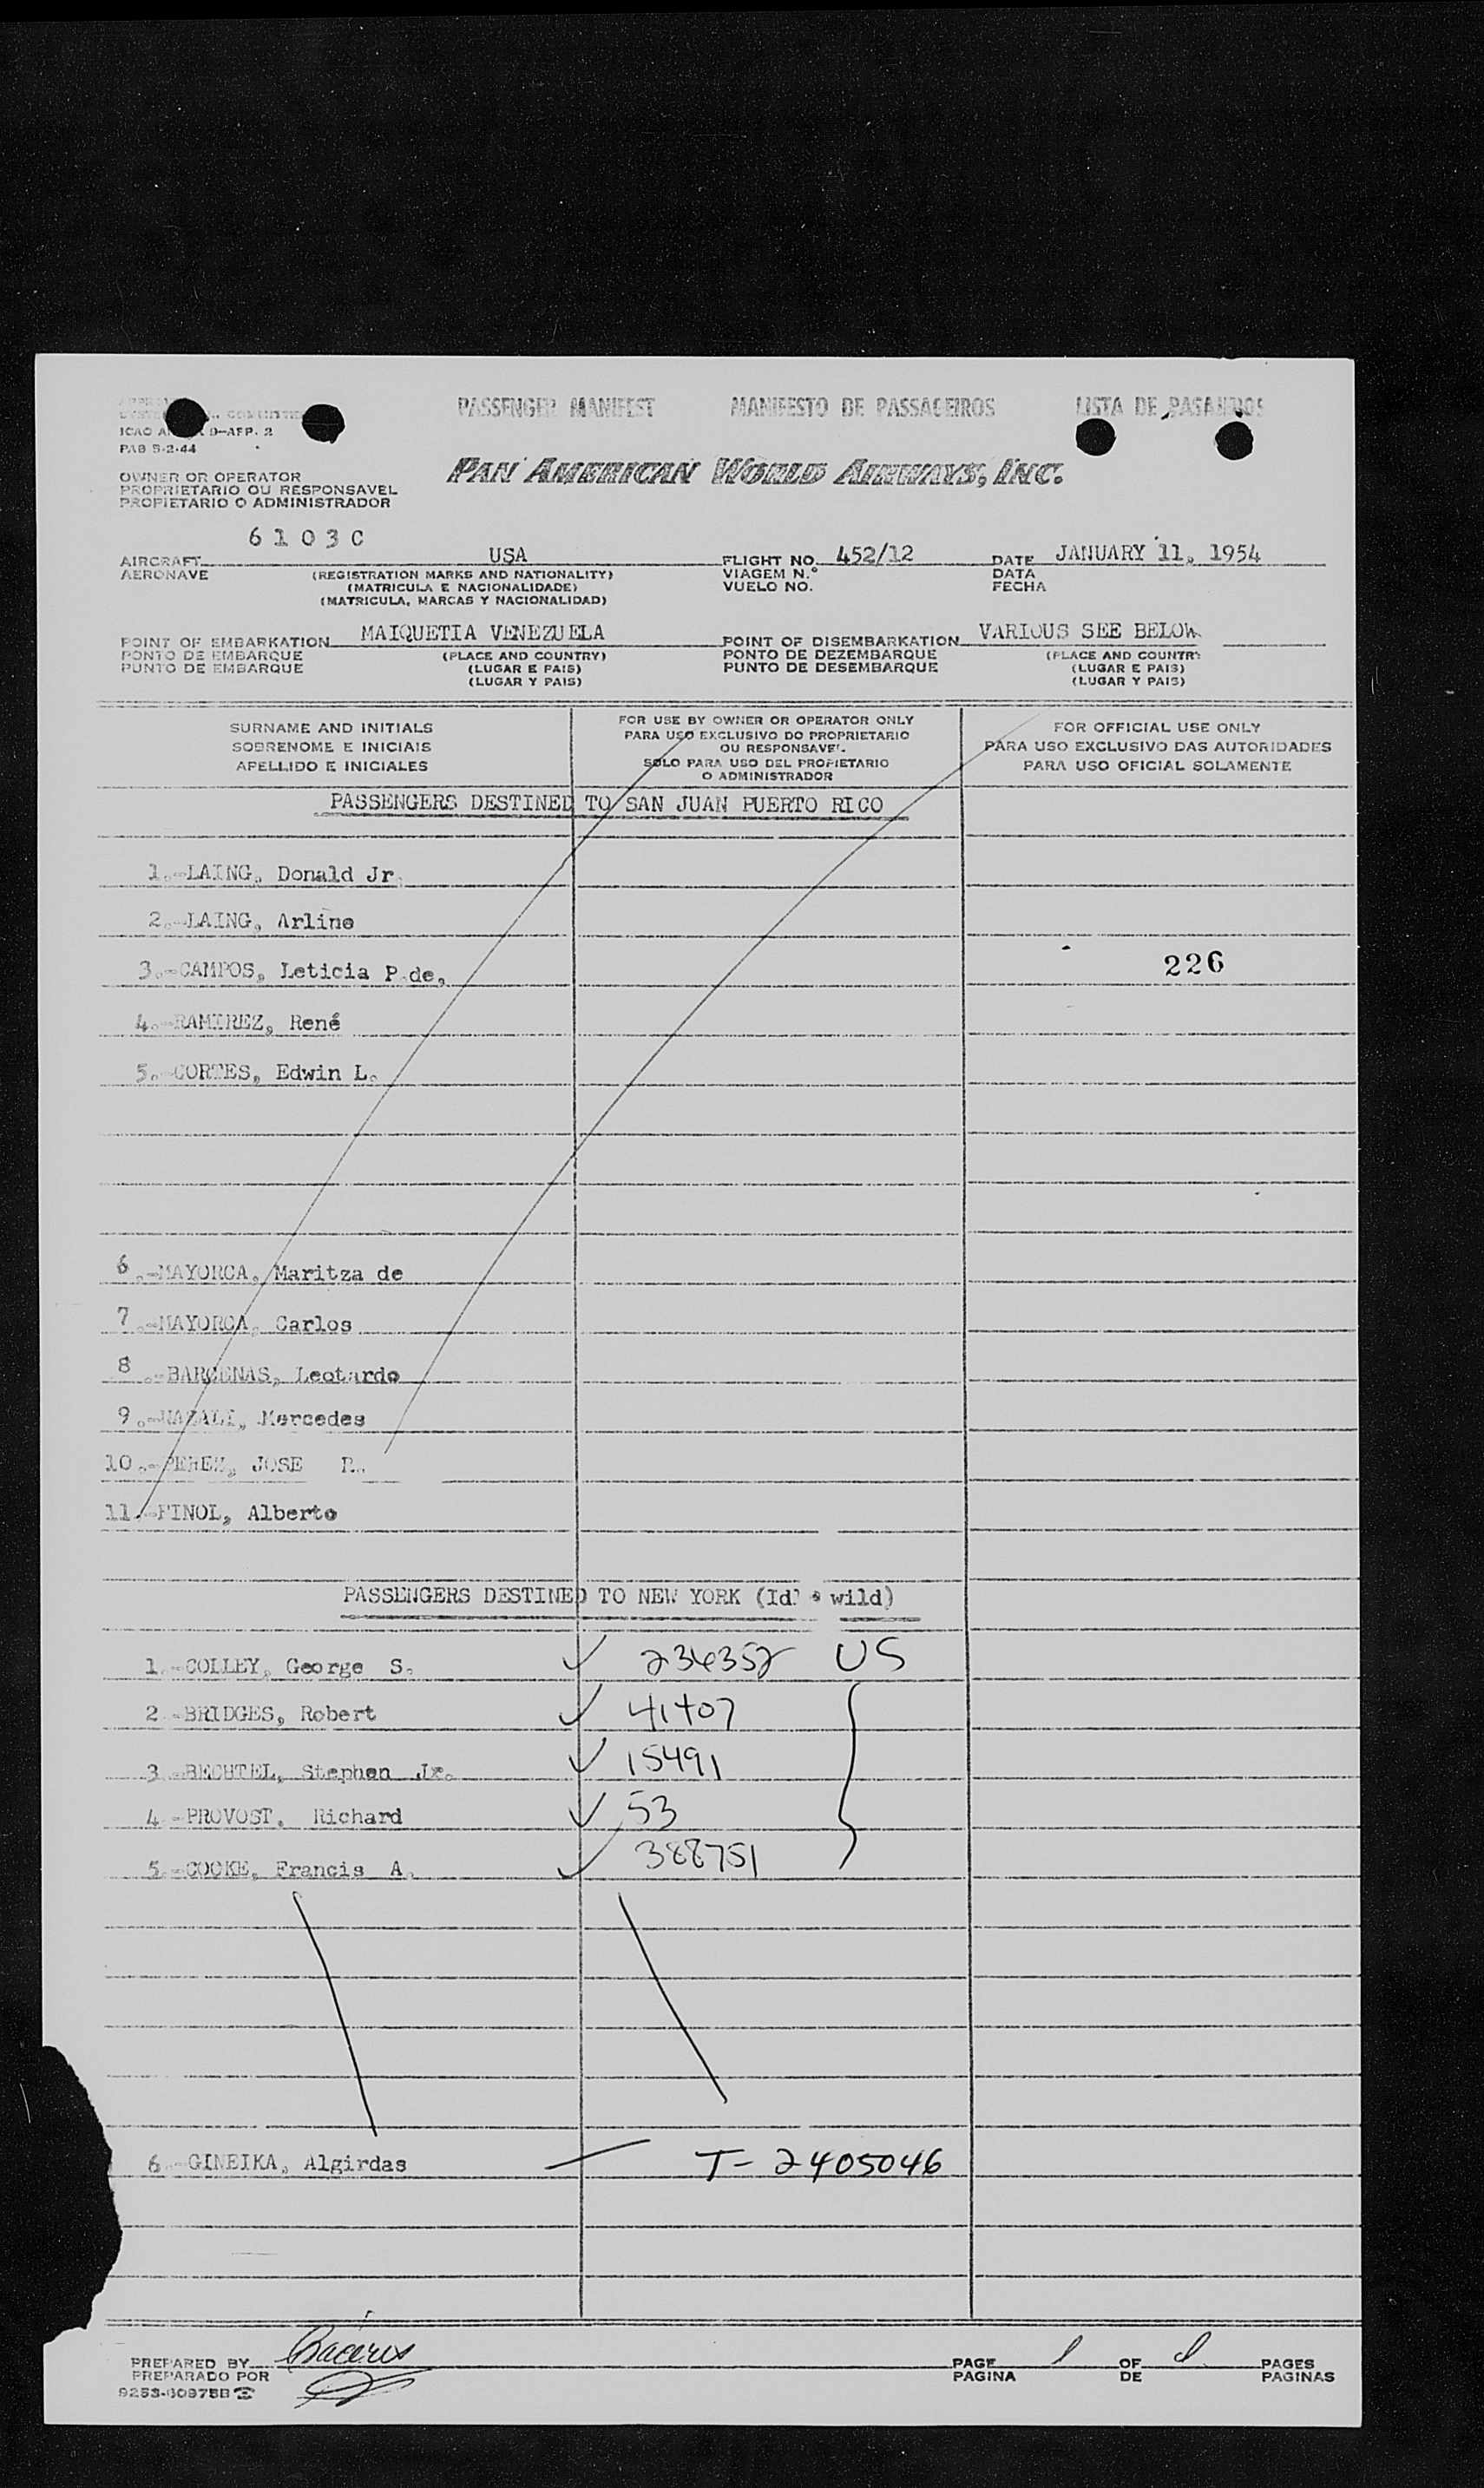 PASSENGER MANIFEST MANIFESTO DE PASSAGEIROS LISTA DE PASAJEROS
ICAO D-AFP. 2
PAB 5-2-44
PAN AMERICAN WORLD AIRWAYS, INC.
OWNER OR OPERATOR
PROPRIETARIO OU RESPONSAVEL
PROPIETARIO O ADMINISTRADOR
AIRCRAFT 6103C USA FLIGHT NO. 452/12 DATE JANUARY 11, 1954
AERONAVE (REGISTRATION MARKS AND NATIONALITY) VIAGEM N.° DATA
(MATRICULA E NACIONALIDADE) VUELO NO. FECHA
(MATRICULA, MARCAS Y NACIONALIDAD)
POINT OF EMBARKATION MAIQUETIA VENEZUELA POINT OF DISEMBARKATION VARIOUS SEE BELOW
PONTO DE EMBARQUE (PLACE AND COUNTRY) PONTO DE DEZEMBARQUE (PLACE AND COUNTRY
PUNTO DE EMBARQUE (LUGAR E PAIS) PUNTO DE DESEMBARQUE (LUGAR E PAIS)
(LUGAR Y PAIS) (LUGAR Y PAIS)
SURNAME AND INITIALS
SOBRENOME E INICIAIS
APELLIDO E INICIALES
FOR USE BY OWNER OR OPERATOR ONLY
PARA USO EXCLUSIVO DO PROPRIETARIO
OU RESPONSAVEL
SOLO PARA USO DEL PROPIETARIO
O ADMINISTRADOR
FOR OFFICIAL USE ONLY
PARA USO EXCLUSIVO DAS AUTORIDADES
PARA USO OFICIAL SOLAMENTE
PASSENGERS DESTINED TO SAN JUAN PUERTO RICO
1.-LAING, Donald Jr.
2.-LAING, Arline
3.-CAMPOS, Leticia P.de, 226
4.-RAMIREZ, René
5.-CORTES, Edwin L.
6.-MAYORCA, Maritza de
7.-MAYORCA, Carlos
8.-BARCENAS, Leotardo
9.- Mercedes
10.-PEREZ, JOSE R.
11.-FINOL, Alberto
PASSENGERS DESTINED TO NEW YORK (Idlewild)
1.-COLLEY, George S. ✓ 236352 US
2.-BRIDGES, Robert ✓ 41407
3.-BECHTEL, Stephen Jr. ✓ 15491
4.-PROVOST, Richard ✓ 53
5.-COOKE, Francis A. ✓ 388751
6.-GINEIKA, Algirdas T- 2405046
PREPARED BY PAGE 1 OF 1 PAGES
PREPARADO POR PAGINA DE PAGINAS
9253-60975B